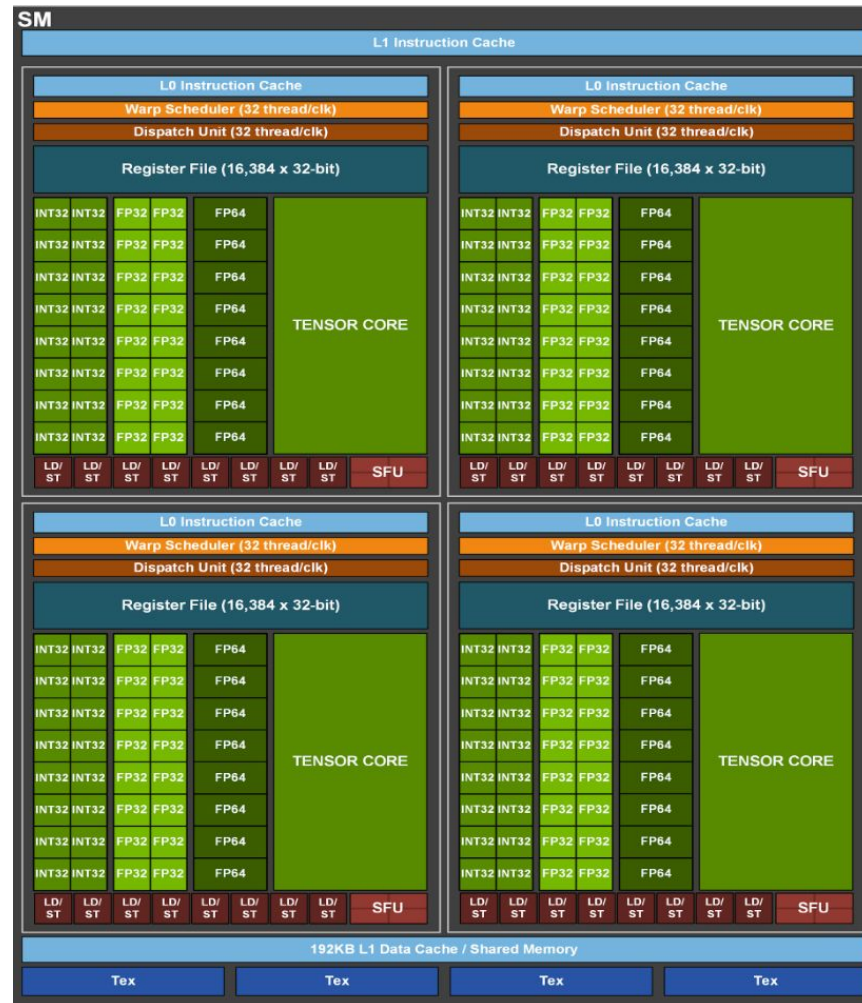 SM
L1 Instruction Cache
L0 Instruction Cache
Warp Scheduler (32 thread/clk)
Dispatch Unit (32 thread/clk)
Register File (16,384 x 32-bit)
INT32 INT32 FP32 FP32 FP64
INT32 INT32 FP32 FP32 FP64
INT32 INT32 FP32 FP32 FP64
INT32 INT32 FP32 FP32 FP64
TENSOR CORE
INT32 INT32 FP32 FP32 FP64
INT32 INT32 FP32 FP32 FP64
INT32 INT32 FP32 FP32 FP64
INT32 INT32 FP32 FP32 FP64
LD/ LD/ LD/ LD/ LD/ LD/ LD/ LD/
ST ST ST ST ST ST ST ST
SFU
L0 Instruction Cache
Warp Scheduler (32 thread/clk)
Dispatch Unit (32 thread/clk)
Register File (16,384 x 32-bit)
INT32 INT32 FP32 FP32 FP64
INT32 INT32 FP32 FP32 FP64
INT32 INT32 FP32 FP32 FP64
INT32 INT32 FP32 FP32 FP64
TENSOR CORE
INT32 INT32 FP32 FP32 FP64
INT32 INT32 FP32 FP32 FP64
INT32 INT32 FP32 FP32 FP64
INT32 INT32 FP32 FP32 FP64
LD/ LD/ LD/ LD/ LD/ LD/ LD/ LD/
ST ST ST ST ST ST ST ST
SFU
L0 Instruction Cache
Warp Scheduler (32 thread/clk)
Dispatch Unit (32 thread/clk)
Register File (16,384 x 32-bit)
INT32 INT32 FP32 FP32 FP64
INT32 INT32 FP32 FP32 FP64
INT32 INT32 FP32 FP32 FP64
INT32 INT32 FP32 FP32 FP64
TENSOR CORE
INT32 INT32 FP32 FP32 FP64
INT32 INT32 FP32 FP32 FP64
INT32 INT32 FP32 FP32 FP64
INT32 INT32 FP32 FP32 FP64
LD/ LD/ LD/ LD/ LD/ LD/ LD/ LD/
ST ST ST ST ST ST ST ST
SFU
L0 Instruction Cache
Warp Scheduler (32 thread/clk)
Dispatch Unit (32 thread/clk)
Register File (16,384 x 32-bit)
INT32 INT32 FP32 FP32 FP64
INT32 INT32 FP32 FP32 FP64
INT32 INT32 FP32 FP32 FP64
INT32 INT32 FP32 FP32 FP64
TENSOR CORE
INT32 INT32 FP32 FP32 FP64
INT32 INT32 FP32 FP32 FP64
INT32 INT32 FP32 FP32 FP64
INT32 INT32 FP32 FP32 FP64
LD/ LD/ LD/ LD/ LD/ LD/ LD/ LD/
ST ST ST ST ST ST ST ST
SFU
192KB L1 Data Cache / Shared Memory
Tex Tex Tex Tex